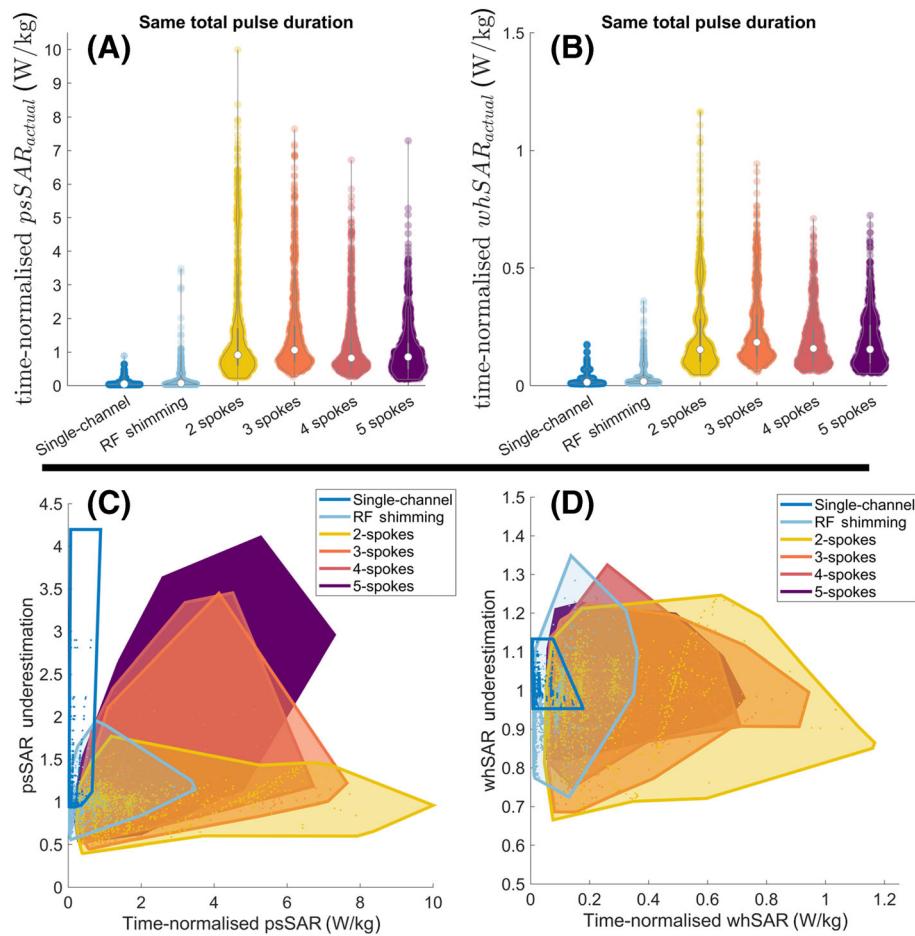 Same total pulse duration
(A)
time-normalised psSAR_actual (W/kg)
10
9
8
7
6
5
4
3
2
1
0
Single-channel
RF shimming
2 spokes
3 spokes
4 spokes
5 spokes
Same total pulse duration
(B)
time-normalised whSAR_actual (W/kg)
1.5
1
0.5
0
Single-channel
RF shimming
2 spokes
3 spokes
4 spokes
5 spokes
(C)
Single-channel
RF shimming
2-spokes
3-spokes
4-spokes
5-spokes
psSAR underestimation
4.5
4
3.5
3
2.5
2
1.5
1
0.5
0
0 2 4 6 8 10
Time-normalised psSAR (W/kg)
(D)
Single-channel
RF shimming
2-spokes
3-spokes
4-spokes
5-spokes
whSAR underestimation
1.5
1.4
1.3
1.2
1.1
1
0.9
0.8
0.7
0.6
0.5
0 0.2 0.4 0.6 0.8 1 1.2
Time-normalised whSAR (W/kg)